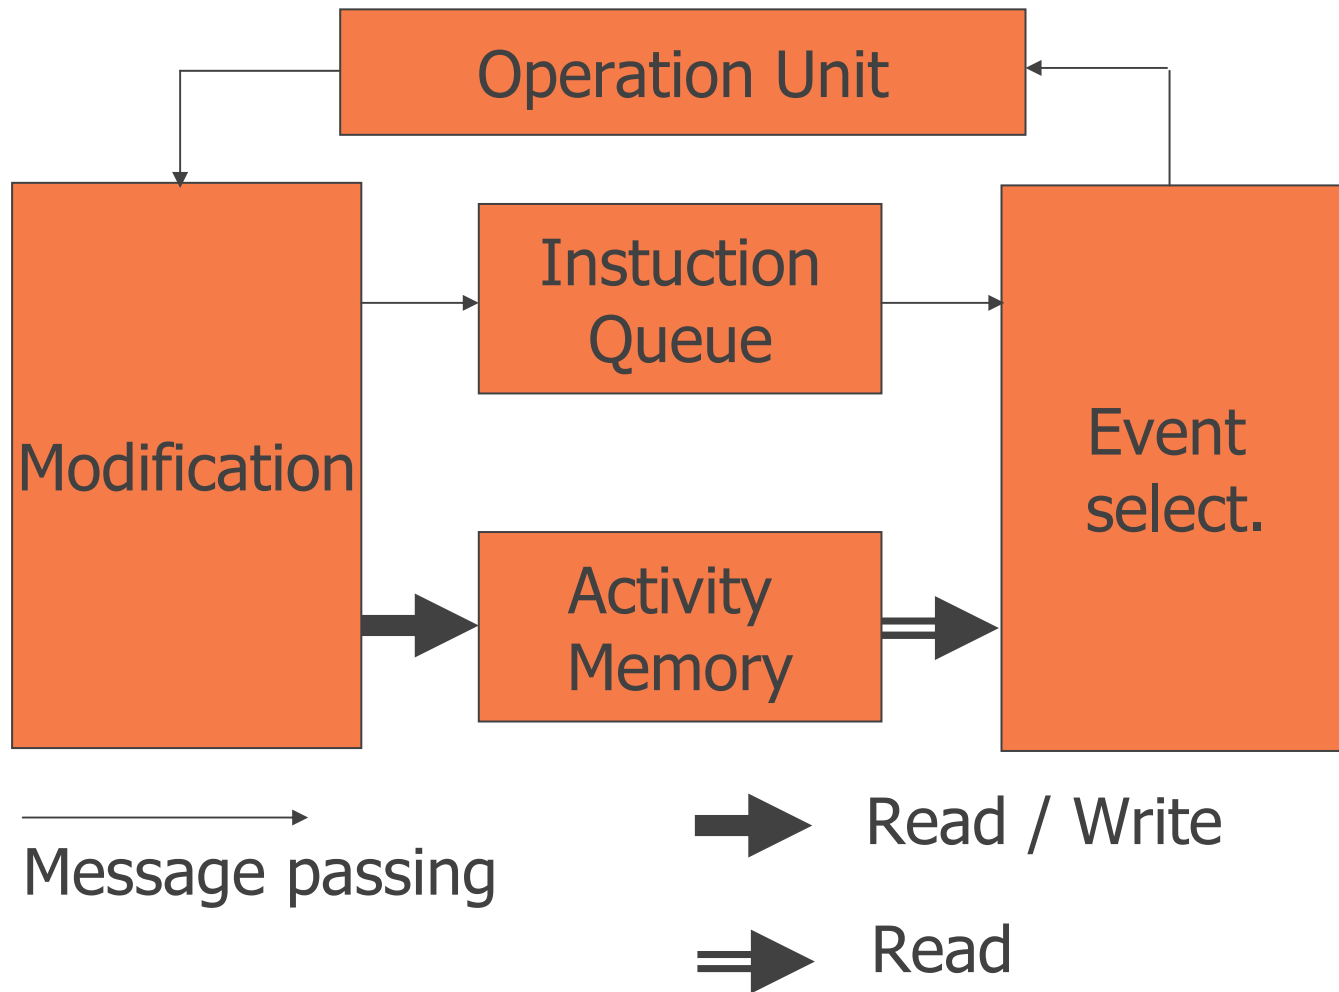 Operation Unit
Instuction
Queue
Modification
Event
select.
Activity
Memory
Message passing
Read / Write
Read